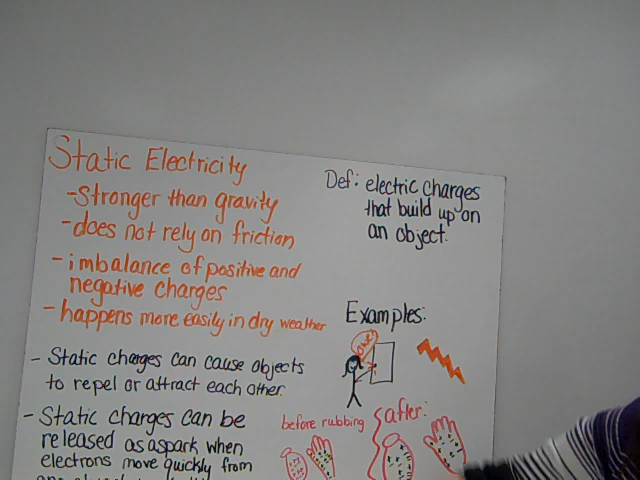 Static Electricity
-Stronger than gravity
-does not rely on friction
-imbalance of positive and
negative charges
-happens more easily in dry weather
- Static charges can cause objects
to repel or attract each other.
- Static charges can be
released as a spark when
electrons move quickly from
Def: electric charges
that build up on
an object.
Examples:
ow!
before rubbing
after: